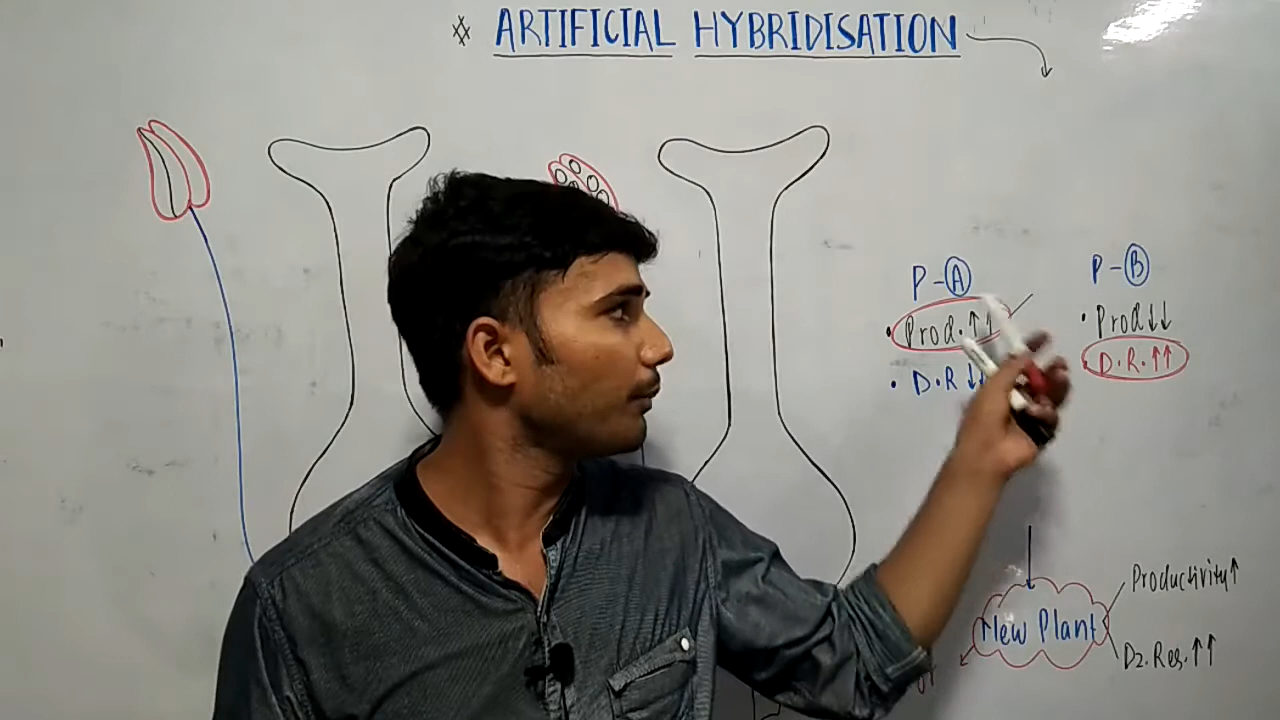 * ARTIFICIAL HYBRIDISATION
P-A
• Prod. ↑↑
• D.R ↓↓
P-B
• Prod ↓↓
• D.R. ↑↑
New Plant
Productivity ↑
Dz. Res. ↑↑